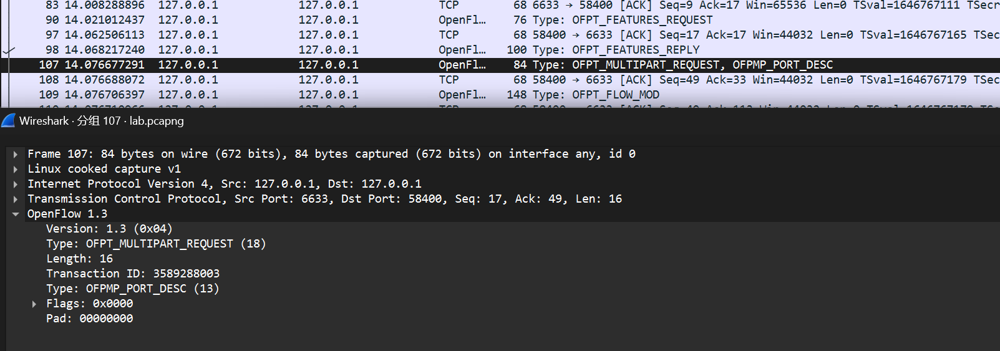 83 14.008288896 127.0.0.1 127.0.0.1 TCP 68 6633 → 58400 [ACK] Seq=9 Ack=17 Win=65536 Len=0 TSval=1646767111 TSecr
90 14.021012437 127.0.0.1 127.0.0.1 OpenFl… 76 Type: OFPT_FEATURES_REQUEST
97 14.062506113 127.0.0.1 127.0.0.1 TCP 68 58400 → 6633 [ACK] Seq=17 Ack=17 Win=44032 Len=0 TSval=1646767165 TSec
98 14.068217240 127.0.0.1 127.0.0.1 OpenFl… 100 Type: OFPT_FEATURES_REPLY
107 14.076677291 127.0.0.1 127.0.0.1 OpenFl… 84 Type: OFPT_MULTIPART_REQUEST, OFPMP_PORT_DESC
108 14.076688072 127.0.0.1 127.0.0.1 TCP 68 58400 → 6633 [ACK] Seq=49 Ack=33 Win=44032 Len=0 TSval=1646767179 TSec
109 14.076706397 127.0.0.1 127.0.0.1 OpenFl… 148 Type: OFPT_FLOW_MOD
Wireshark · 分组 107 · lab.pcapng
Frame 107: 84 bytes on wire (672 bits), 84 bytes captured (672 bits) on interface any, id 0
Linux cooked capture v1
Internet Protocol Version 4, Src: 127.0.0.1, Dst: 127.0.0.1
Transmission Control Protocol, Src Port: 6633, Dst Port: 58400, Seq: 17, Ack: 49, Len: 16
OpenFlow 1.3
Version: 1.3 (0x04)
Type: OFPT_MULTIPART_REQUEST (18)
Length: 16
Transaction ID: 3589288003
Type: OFPMP_PORT_DESC (13)
Flags: 0x0000
Pad: 00000000